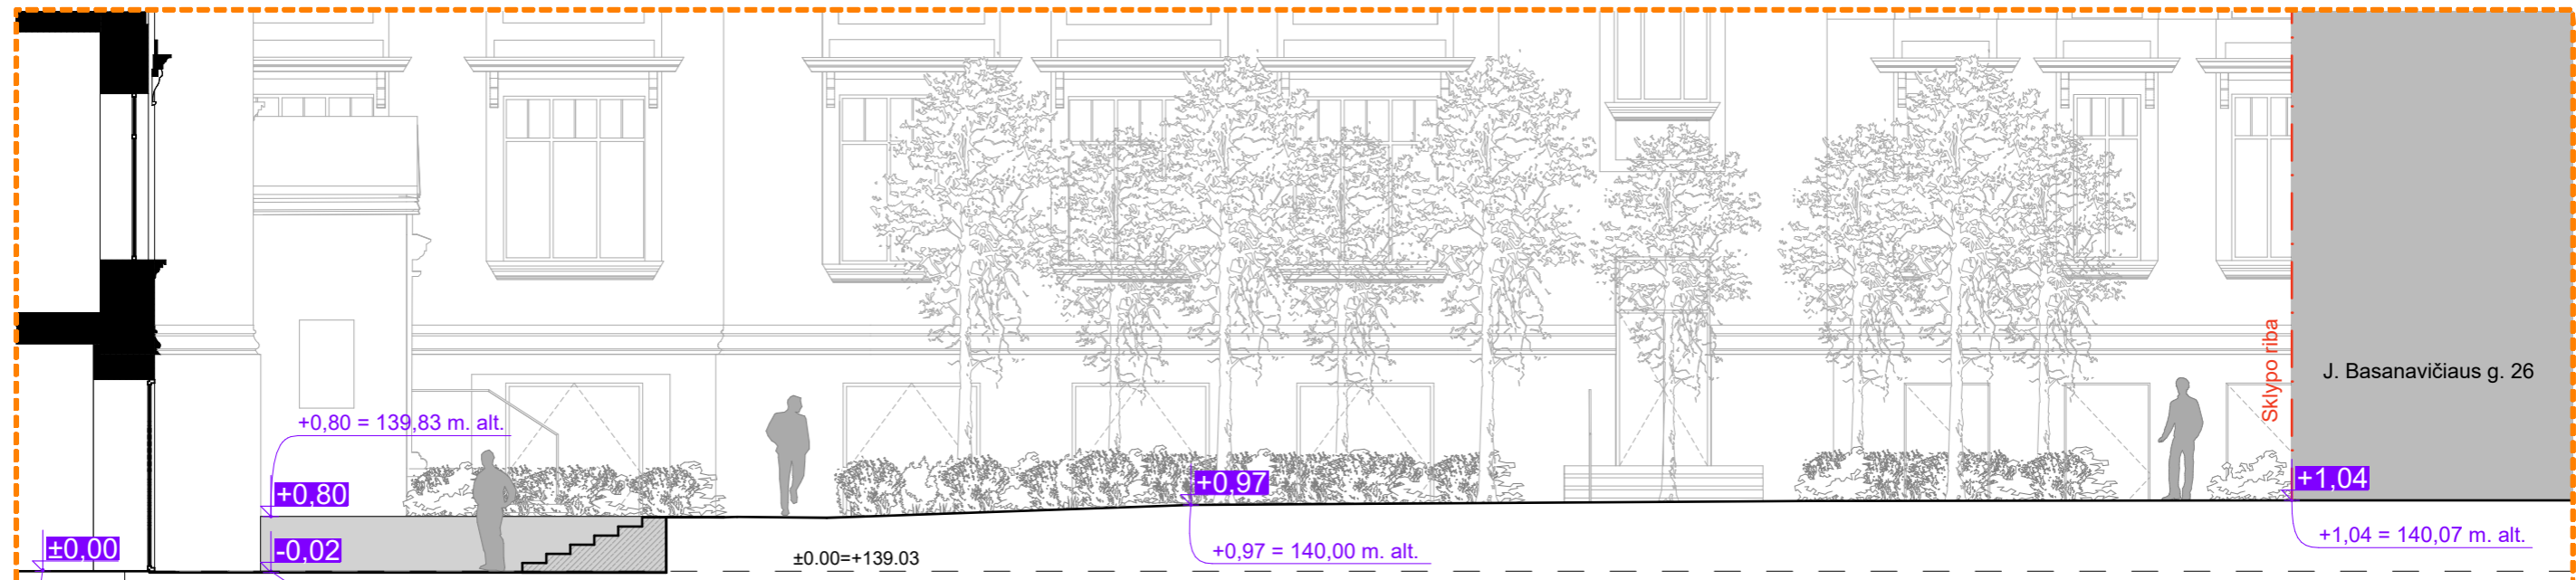 Sklypo riba
J. Basanavičiaus g. 26
+0,80 = 139,83 m. alt.
+0,80
+0,97
+1,04
±0,00
-0,02
±0.00=+139.03
+0,97 = 140,00 m. alt.
+1,04 = 140,07 m. alt.